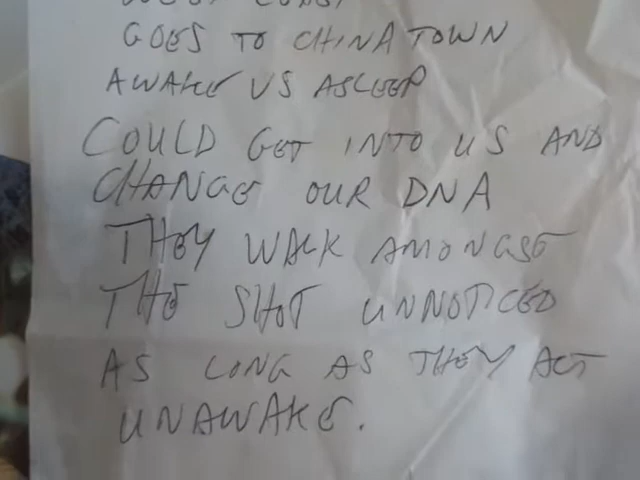 GOES TO CHINATOWN
AWAKE VS ASLEEP
COULD GET INTO US AND
CHANGE OUR DNA
THEY WALK AMONGST
THE SHOT UNNOTICED
AS LONG AS THEY ACT
UNAWAKE.